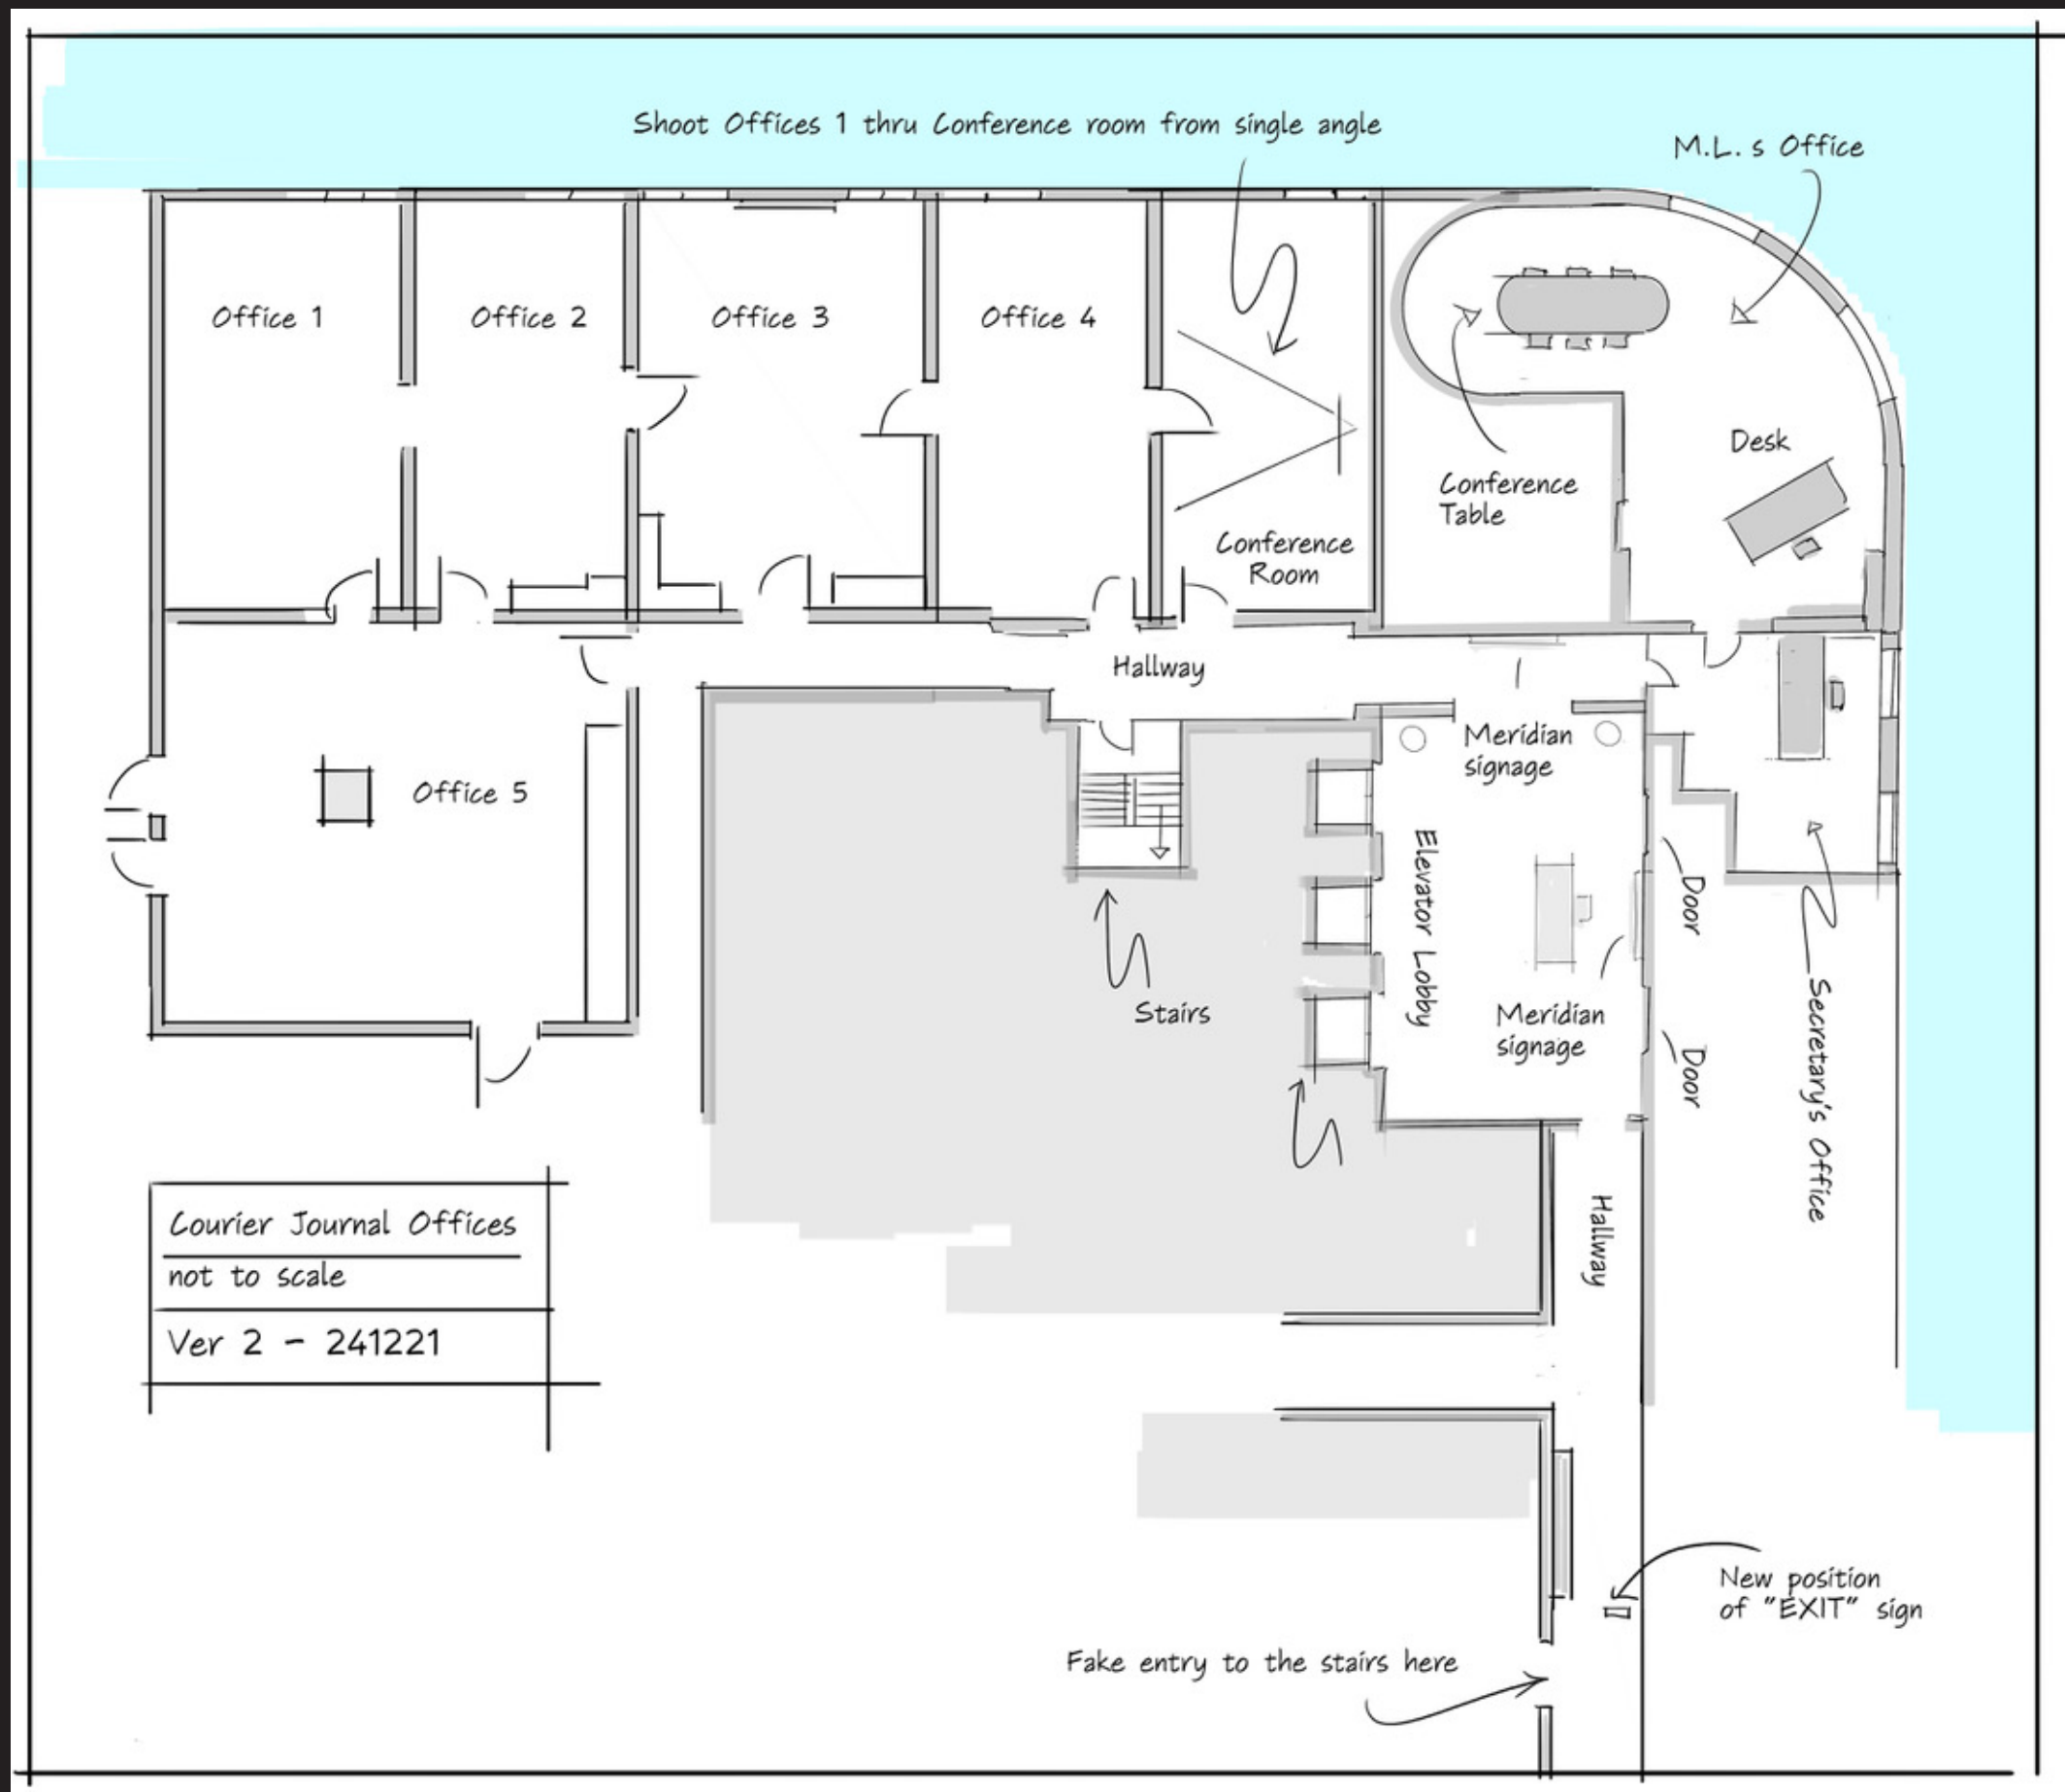 Shoot Offices 1 thru Conference room from single angle
M.L. s Office
Office 1
Office 2
Office 3
Office 4
Desk
Conference
Table
Conference
Room
Hallway
Meridian
signage
Office 5
Elevator Lobby
Door
Stairs
Meridian
signage
Door
Secretary's Office
Courier Journal Offices
not to scale
Ver 2 - 241221
Hallway
New position
of "EXIT" sign
Fake entry to the stairs here